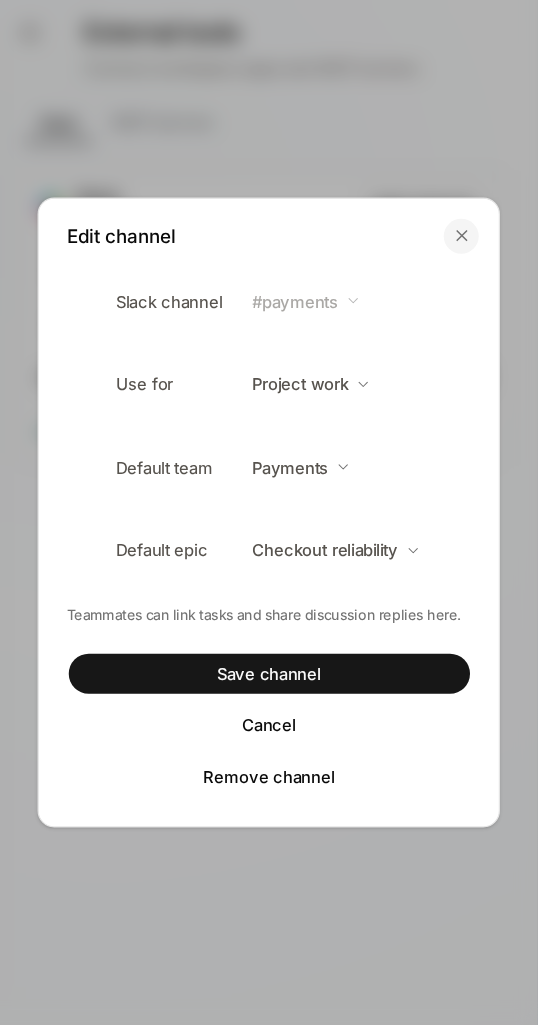 Edit channel
Slack channel #payments
Use for Project work
Default team Payments
Default epic Checkout reliability
Teammates can link tasks and share discussion replies here.
Save channel
Cancel
Remove channel